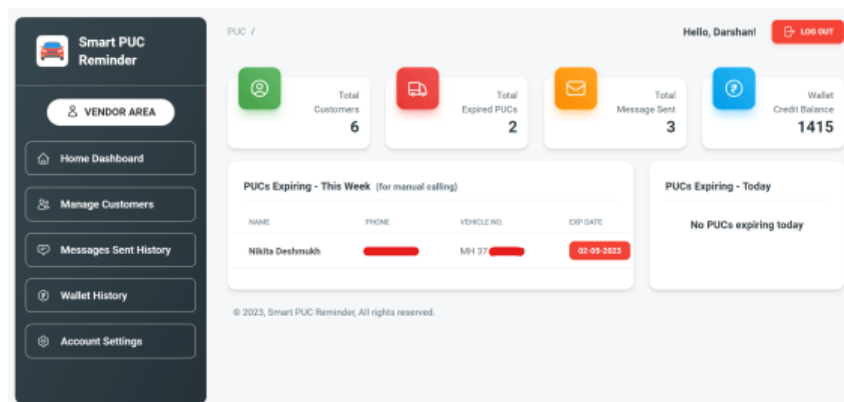 Smart PUC
Reminder
VENDOR AREA
Home Dashboard
Manage Customers
Messages Sent History
Wallet History
Account Settings
PUC /
Hello, Darshan!
LOG OUT
Total
Customers
6
Total
Expired PUCs
2
Total
Message Sent
3
Wallet
Credit Balance
1415
PUCs Expiring - This Week (for manual calling)
NAME PHONE VEHICLE NO. EXP DATE
Nikita Deshmukh MH 37 02-05-2023
PUCs Expiring - Today
No PUCs expiring today
© 2023, Smart PUC Reminder, All rights reserved.